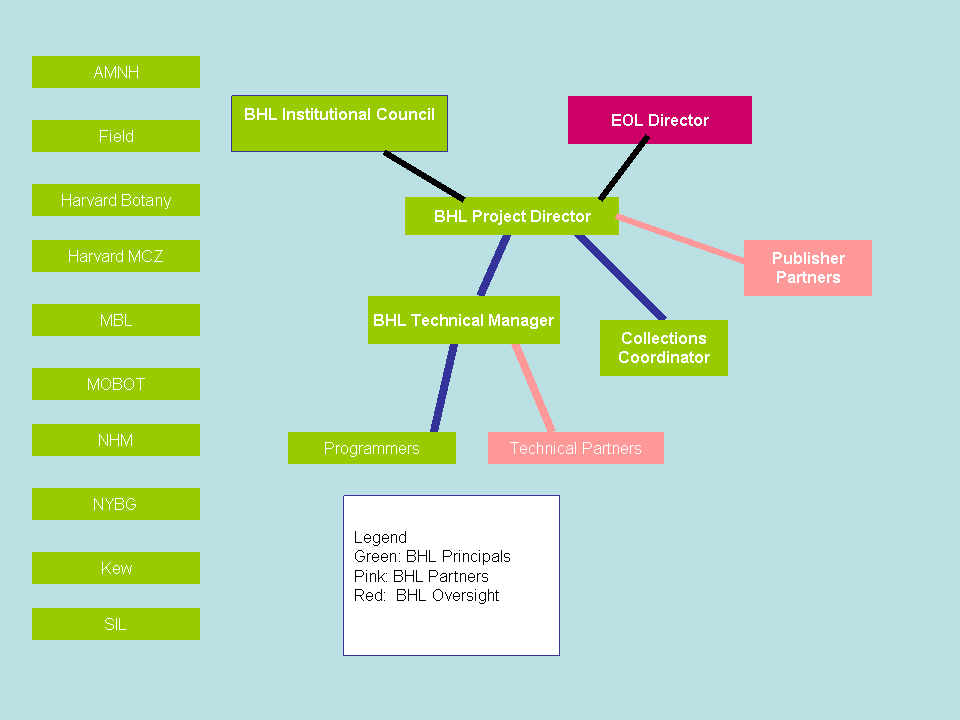 AMNH
Field
Harvard Botany
Harvard MCZ
MBL
MOBOT
NHM
NYBG
Kew
SIL
BHL Institutional Council
EOL Director
BHL Project Director
Publisher
Partners
BHL Technical Manager
Collections
Coordinator
Programmers
Technical Partners
Legend
Green: BHL Principals
Pink: BHL Partners
Red:  BHL Oversight